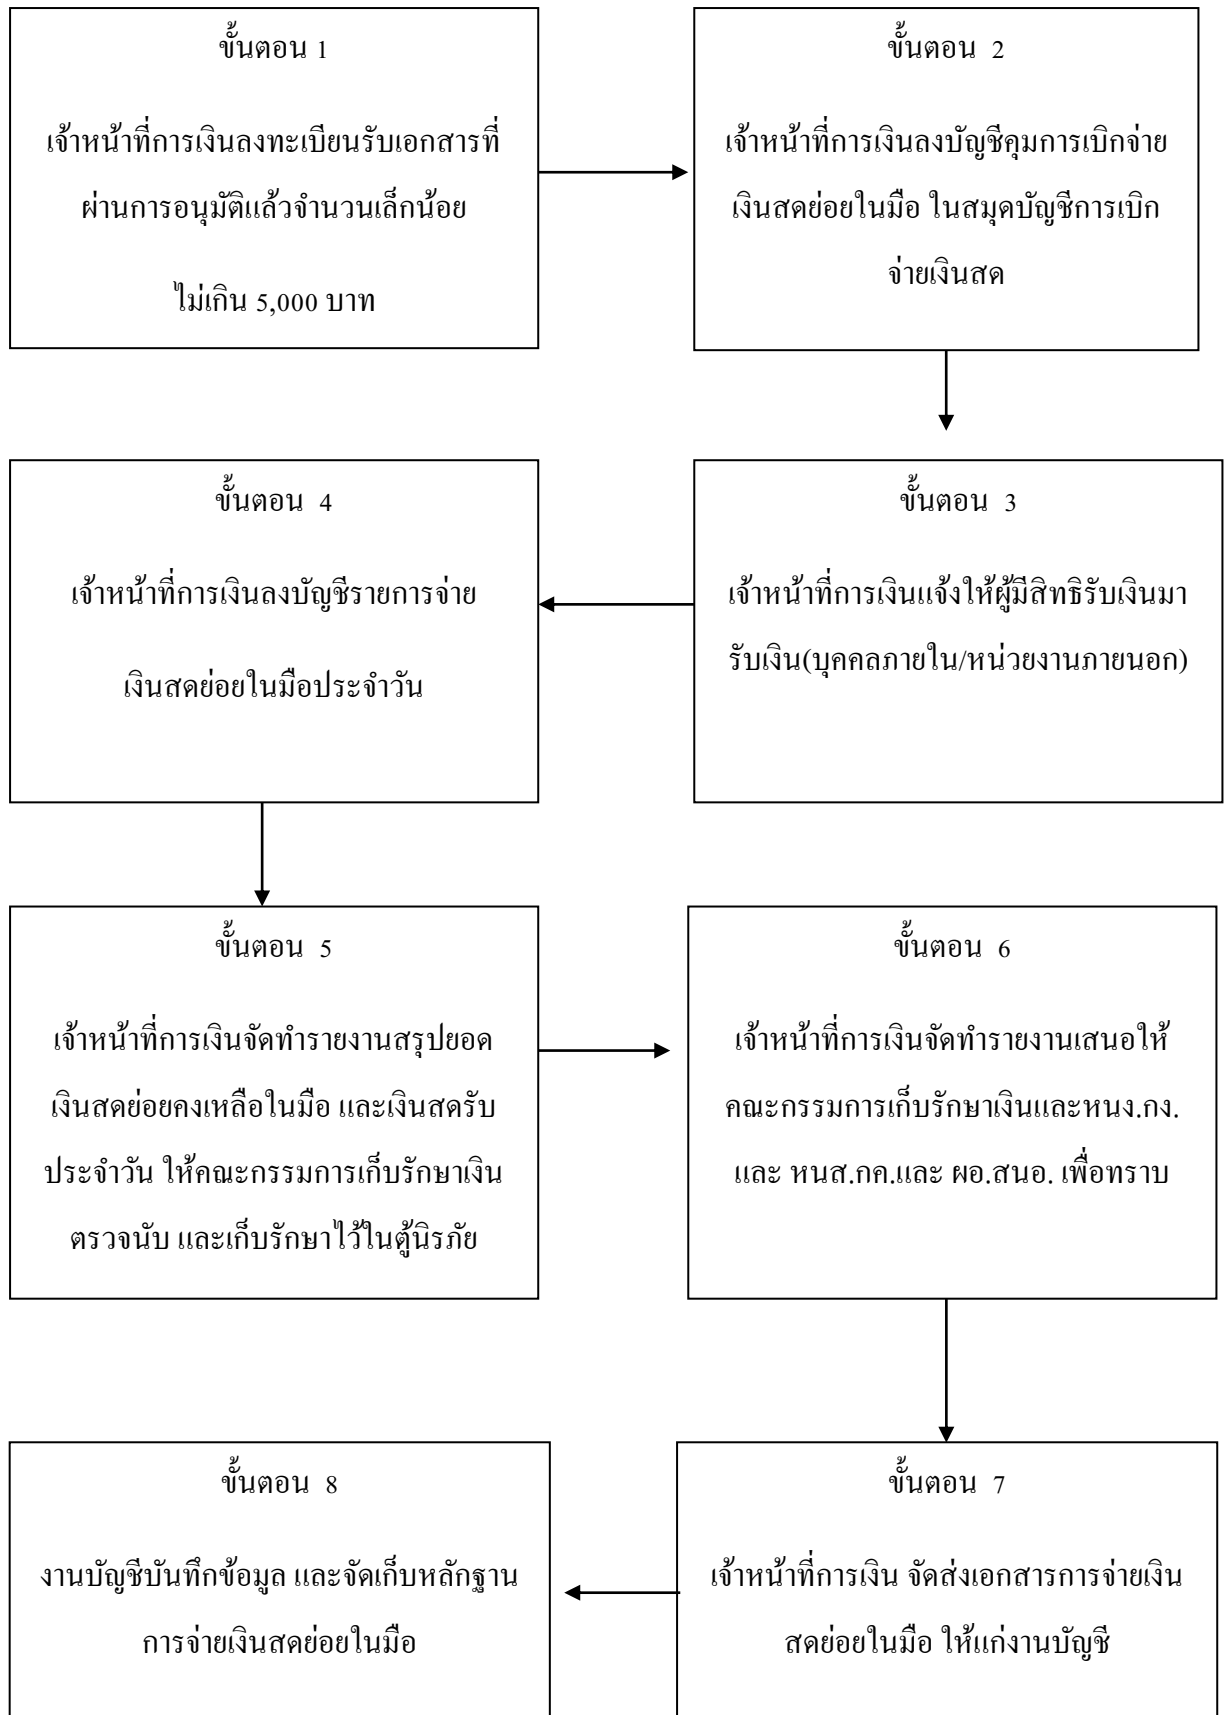 ขั้นตอน 1
เจ้าหน้าที่การเงินลงทะเบียนรับเอกสารที่
ผ่านการอนุมัติแล้วจำนวนเล็กน้อย
ไม่เกิน 5,000 บาท
ขั้นตอน 2
เจ้าหน้าที่การเงินลงบัญชีคุมการเบิกจ่าย
เงินสดย่อยในมือ ในสมุดบัญชีการเบิก
จ่ายเงินสด
ขั้นตอน 3
เจ้าหน้าที่การเงินแจ้งให้ผู้มีสิทธิรับเงินมา
รับเงิน(บุคคลภายใน/หน่วยงานภายนอก)
ขั้นตอน 4
เจ้าหน้าที่การเงินลงบัญชีรายการจ่าย
เงินสดย่อยในมือประจำวัน
ขั้นตอน 5
เจ้าหน้าที่การเงินจัดทำรายงานสรุปยอด
เงินสดย่อยคงเหลือในมือ และเงินสดรับ
ประจำวัน ให้คณะกรรมการเก็บรักษาเงิน
ตรวจนับ และเก็บรักษาไว้ในตู้นิรภัย
ขั้นตอน 6
เจ้าหน้าที่การเงินจัดทำรายงานเสนอให้
คณะกรรมการเก็บรักษาเงินและหนง.กง.
และ หนส.กค.และ ผอ.สนอ. เพื่อทราบ
ขั้นตอน 7
เจ้าหน้าที่การเงิน จัดส่งเอกสารการจ่ายเงิน
สดย่อยในมือ ให้แก่งานบัญชี
ขั้นตอน 8
งานบัญชีบันทึกข้อมูล และจัดเก็บหลักฐาน
การจ่ายเงินสดย่อยในมือ